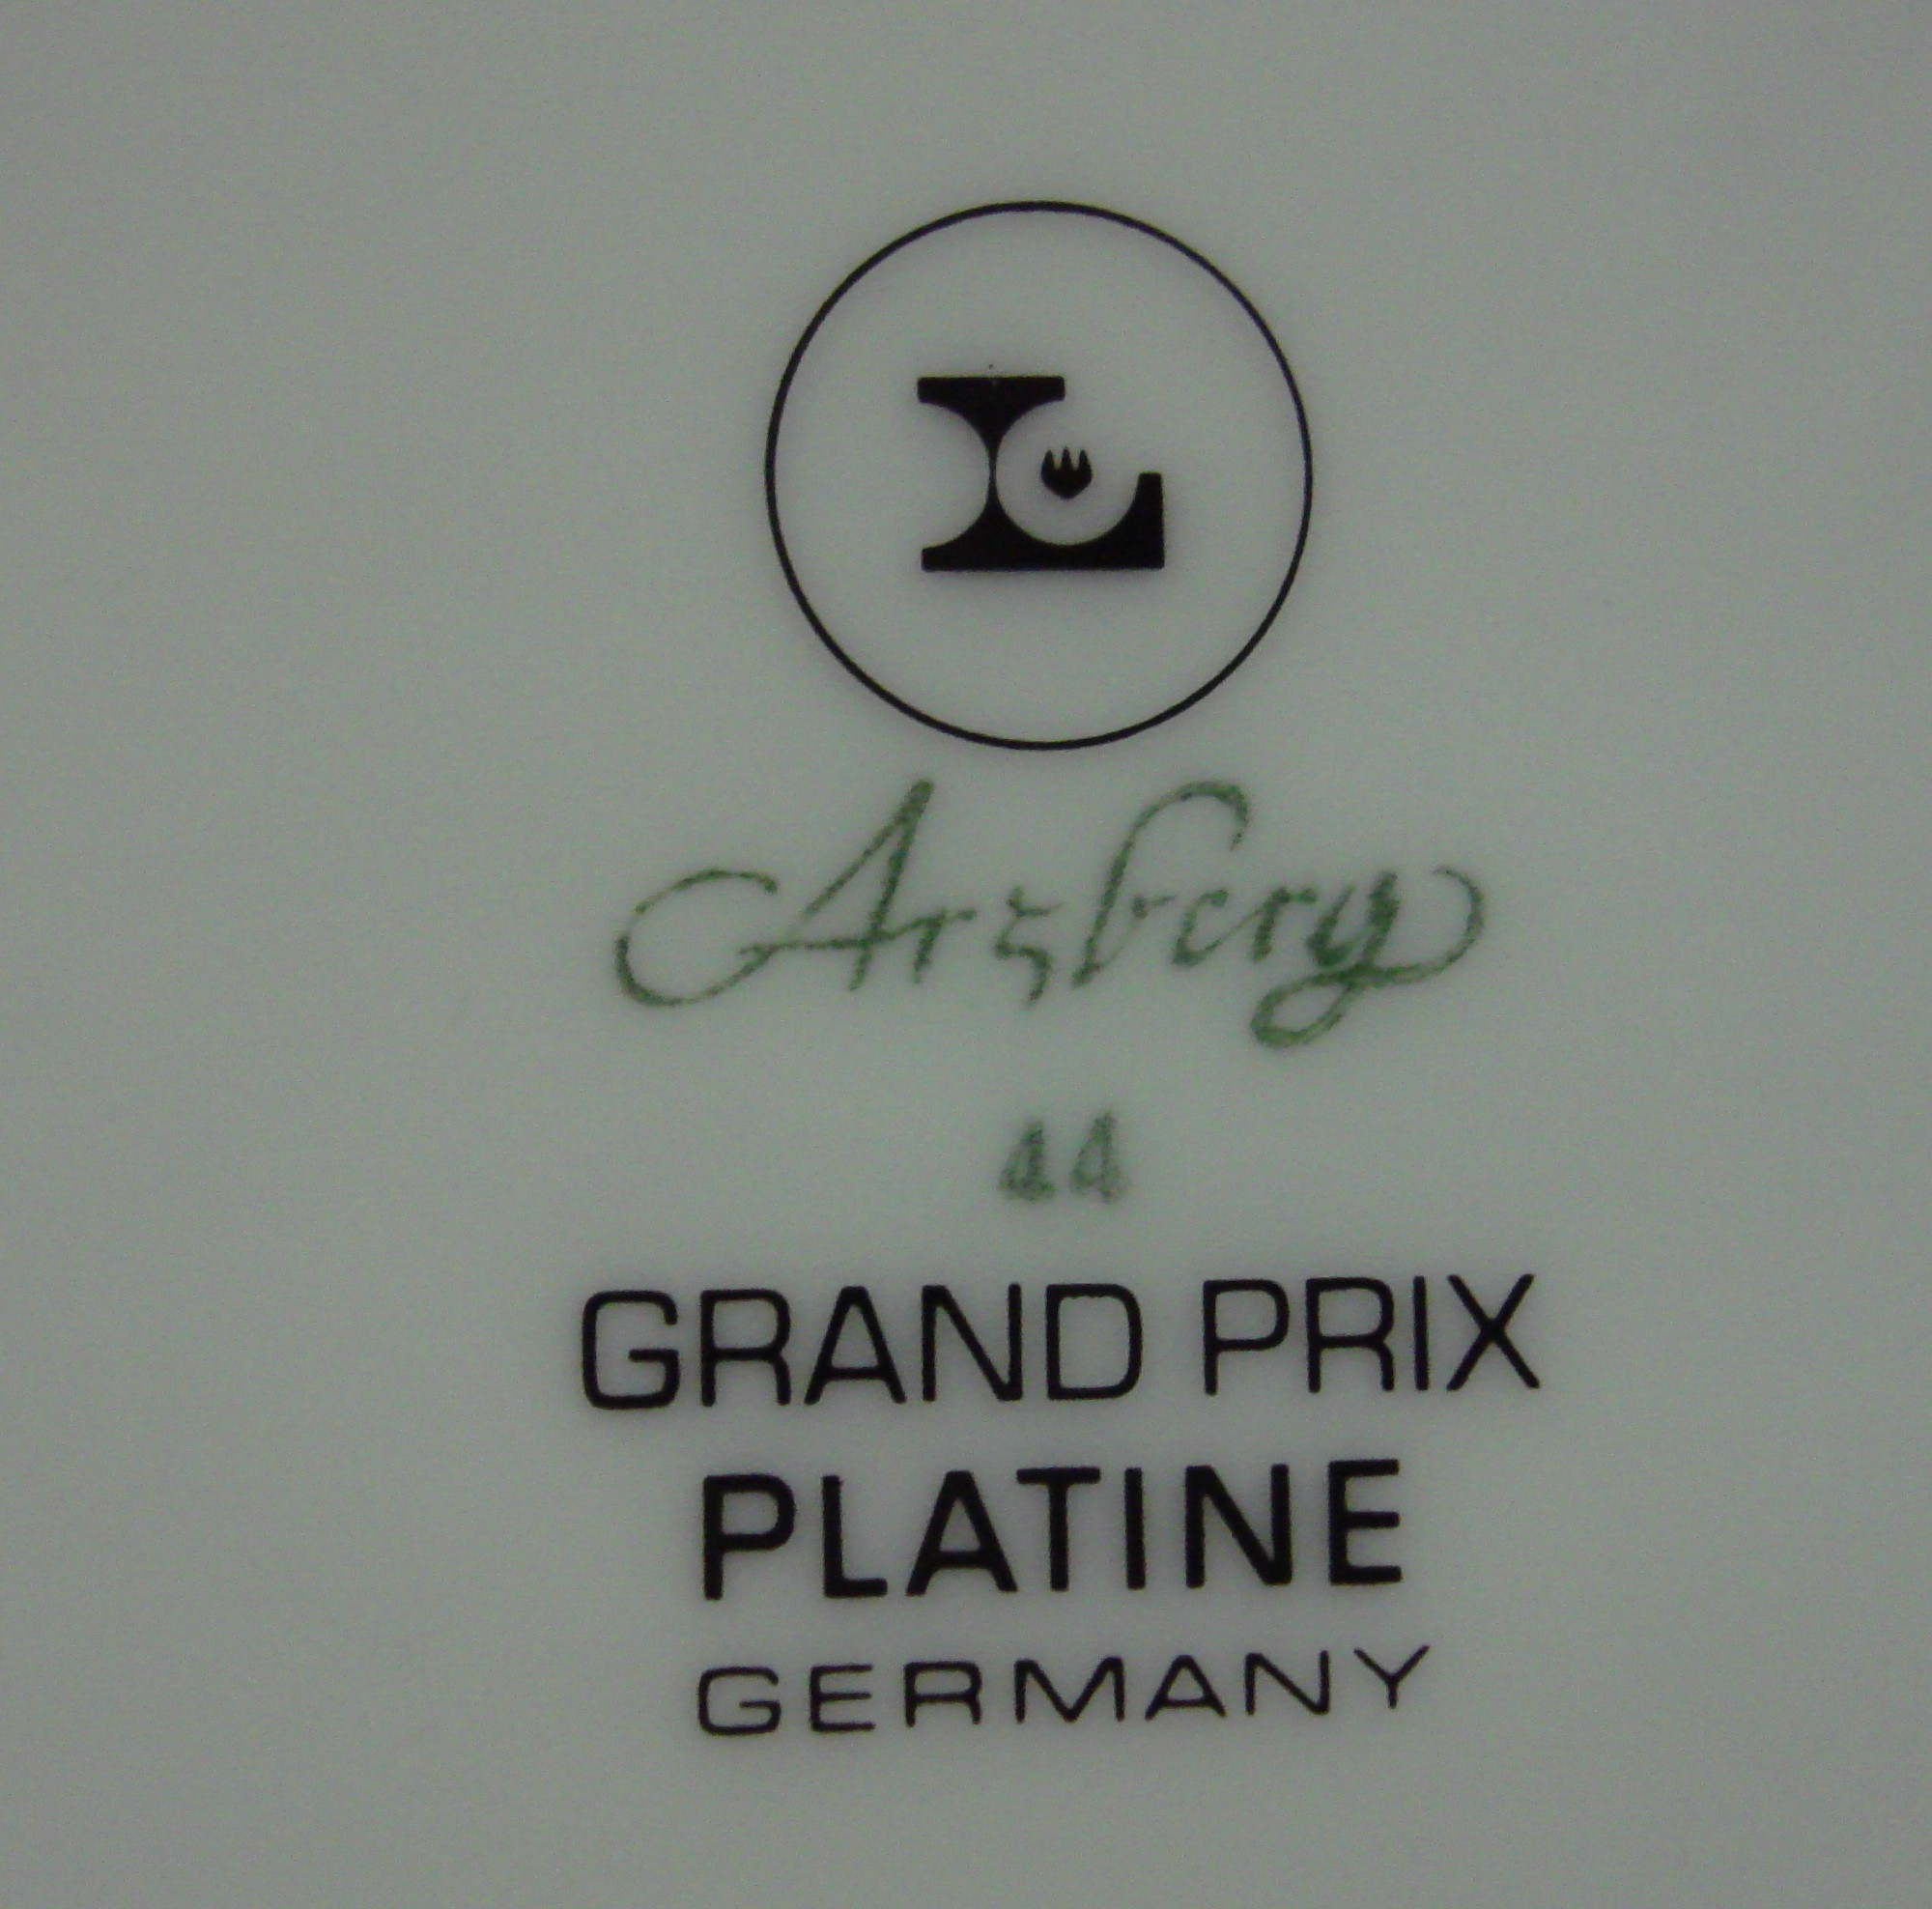 L
Arzberg
44
GRAND PRIX
PLATINE
GERMANY